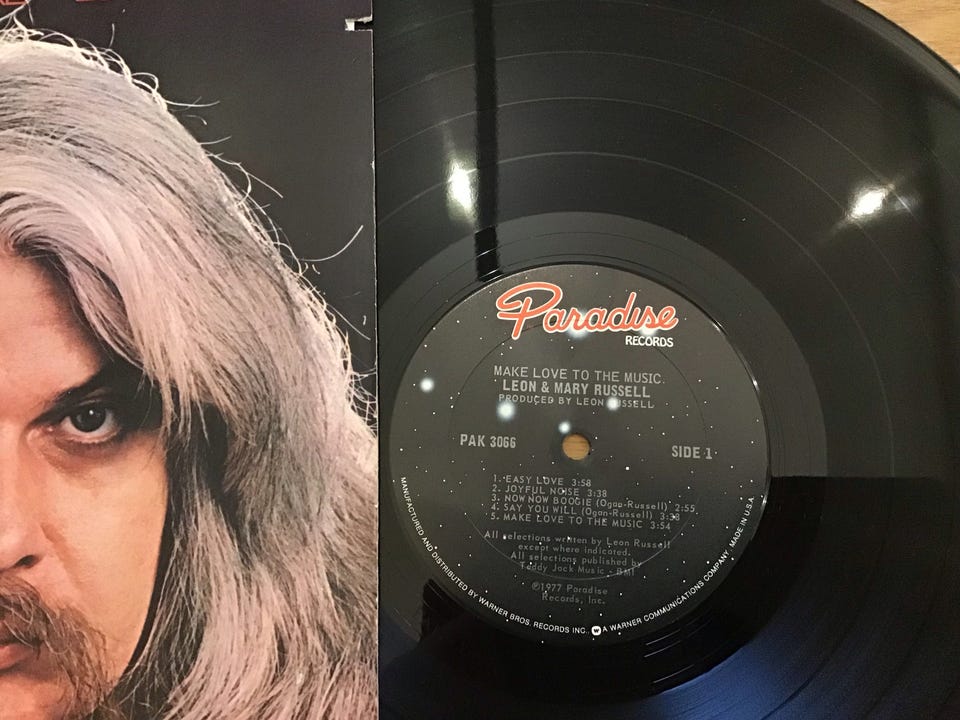 Paradise
RECORDS
MAKE LOVE TO THE MUSIC
LEON & MARY RUSSELL
PRODUCED BY LEON RUSSELL
PAK 3066
SIDE 1
1. EASY LOVE 3:58
2. JOYFUL NOISE 3:38
3. NOW NOW BOOGIE (Ogan-Russell) 2:55
4. SAY YOU WILL (Ogan-Russell) 3:38
5. MAKE LOVE TO THE MUSIC 3:54
All selections written by Leon Russell
except where indicated.
All selections published by
Teddy Jack Music - BMI
℗1977 Paradise
Records, Inc.
MANUFACTURED AND DISTRIBUTED BY WARNER BROS. RECORDS INC., A WARNER COMMUNICATIONS COMPANY. MADE IN U.S.A.